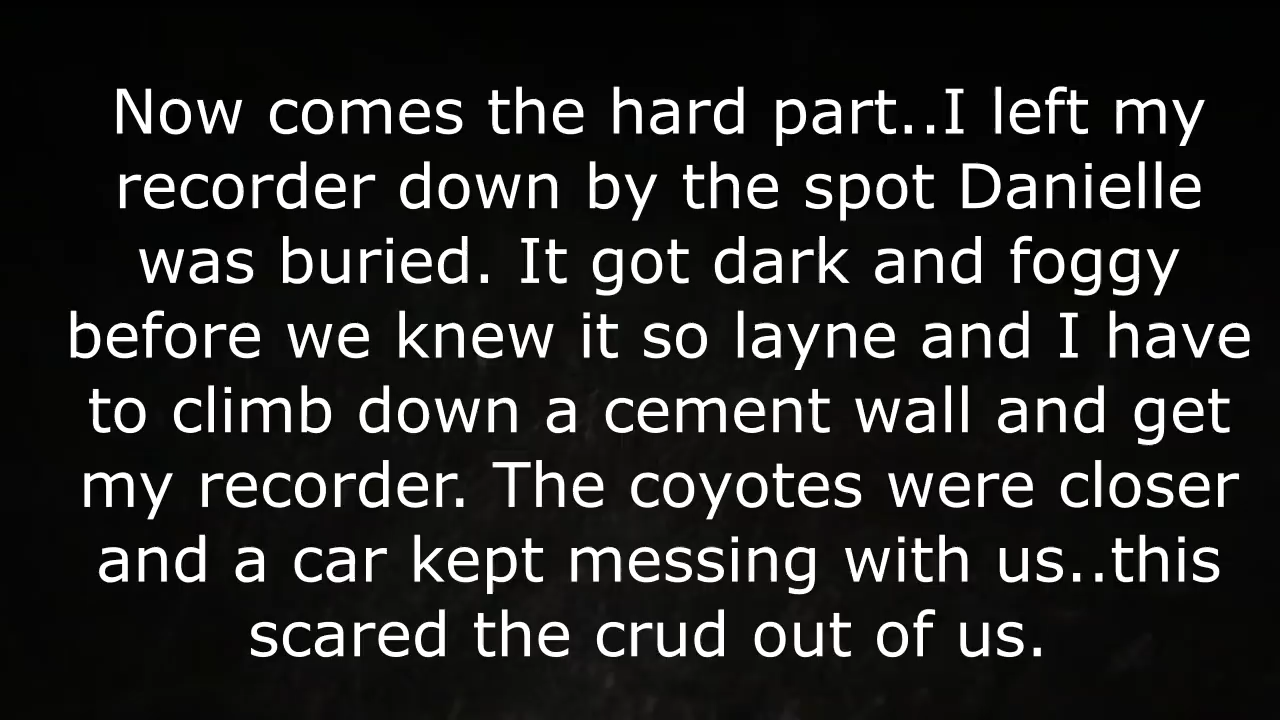 Now comes the hard part..I left my
recorder down by the spot Danielle
was buried. It got dark and foggy
before we knew it so layne and I have
to climb down a cement wall and get
my recorder. The coyotes were closer
and a car kept messing with us..this
scared the crud out of us.